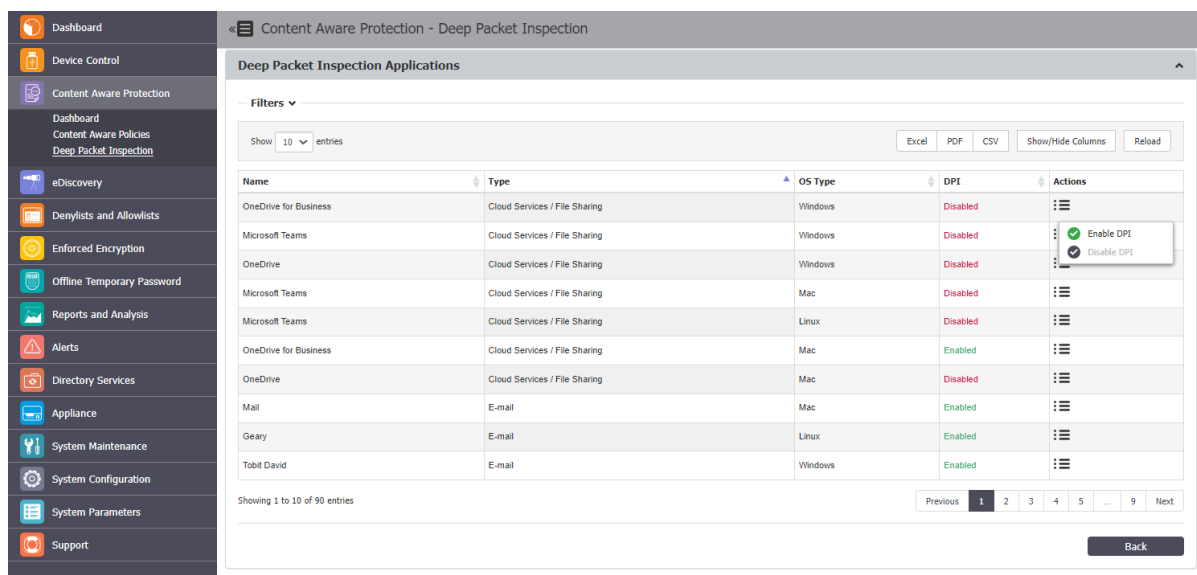 Dashboard
Device Control
Content Aware Protection
Dashboard
Content Aware Policies
Deep Packet Inspection
eDiscovery
Denylists and Allowlists
Enforced Encryption
Offline Temporary Password
Reports and Analysis
Alerts
Directory Services
Appliance
System Maintenance
System Configuration
System Parameters
Support
« Content Aware Protection - Deep Packet Inspection
Deep Packet Inspection Applications
Filters
Show 10 entries Excel PDF CSV Show/Hide Columns Reload
Name Type OS Type DPI Actions
OneDrive for Business Cloud Services / File Sharing Windows Disabled
Microsoft Teams Cloud Services / File Sharing Windows Disabled
Enable DPI
Disable DPI
OneDrive Cloud Services / File Sharing Windows Disabled
Microsoft Teams Cloud Services / File Sharing Mac Disabled
Microsoft Teams Cloud Services / File Sharing Linux Disabled
OneDrive for Business Cloud Services / File Sharing Mac Enabled
OneDrive Cloud Services / File Sharing Mac Disabled
Mail E-mail Mac Enabled
Geary E-mail Linux Enabled
Tobit David E-mail Windows Enabled
Showing 1 to 10 of 90 entries Previous 1 2 3 4 5 ... 9 Next
Back